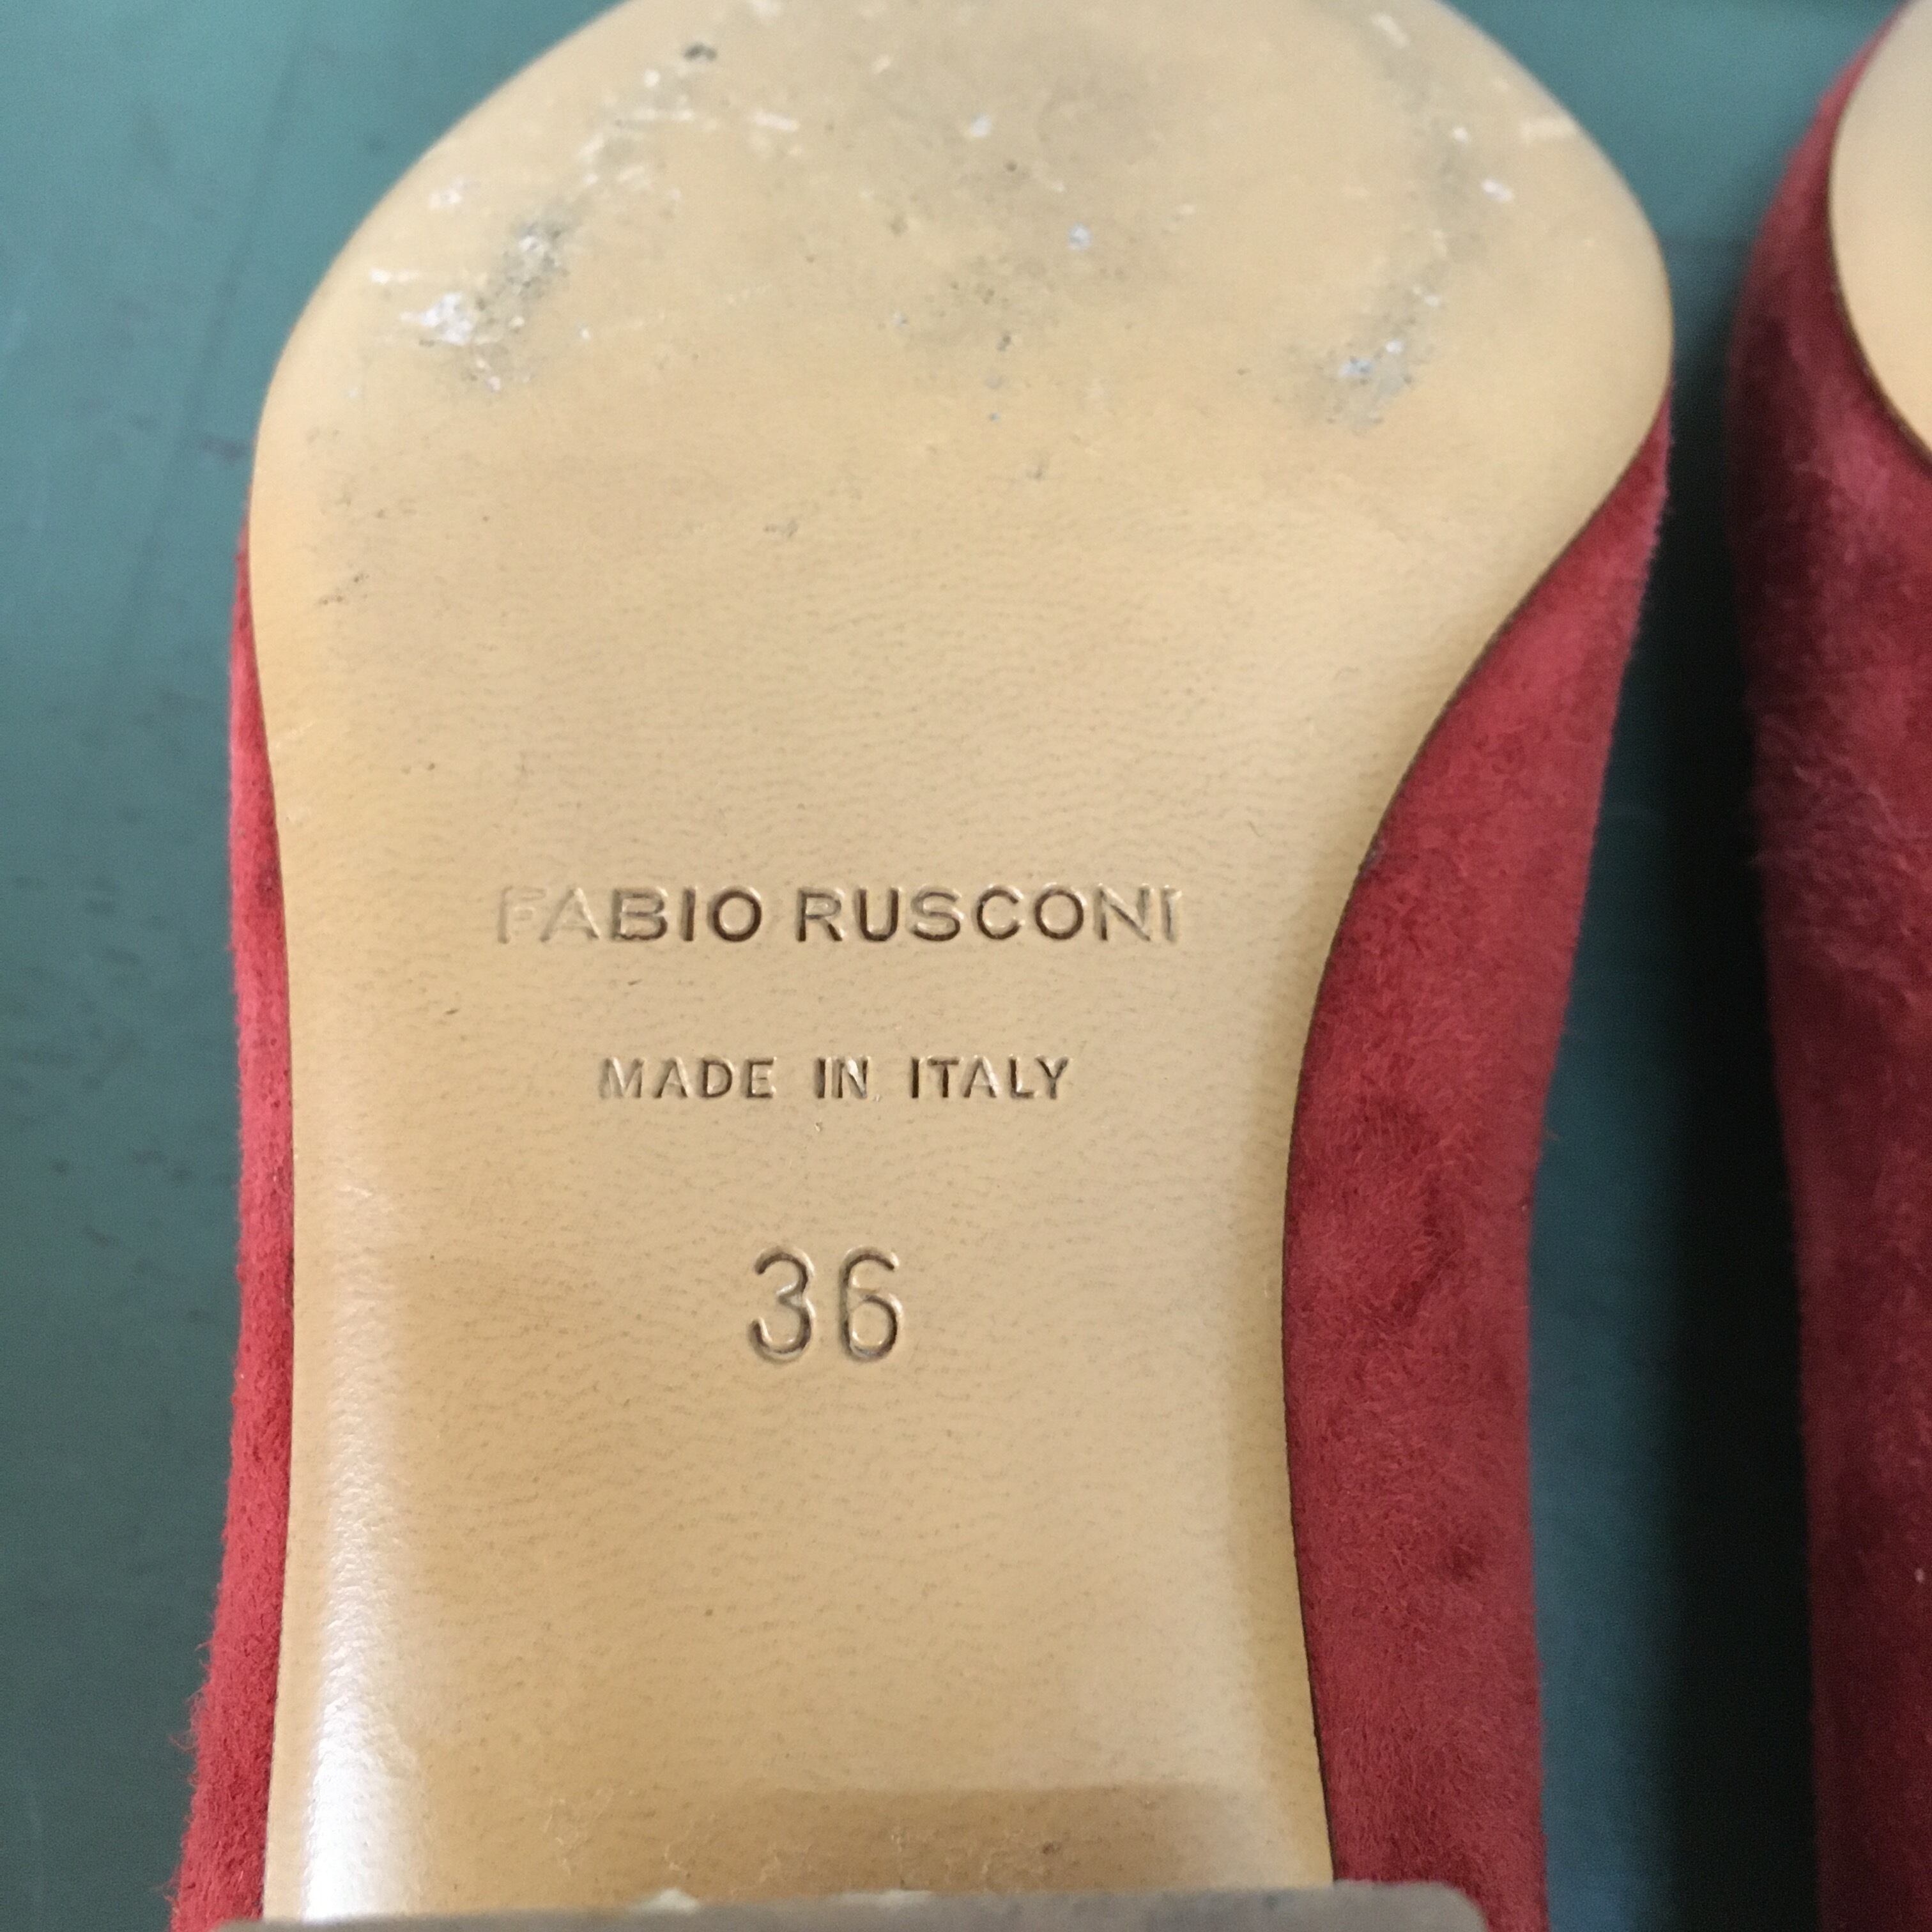 FABIO RUSCONI
MADE IN ITALY
36